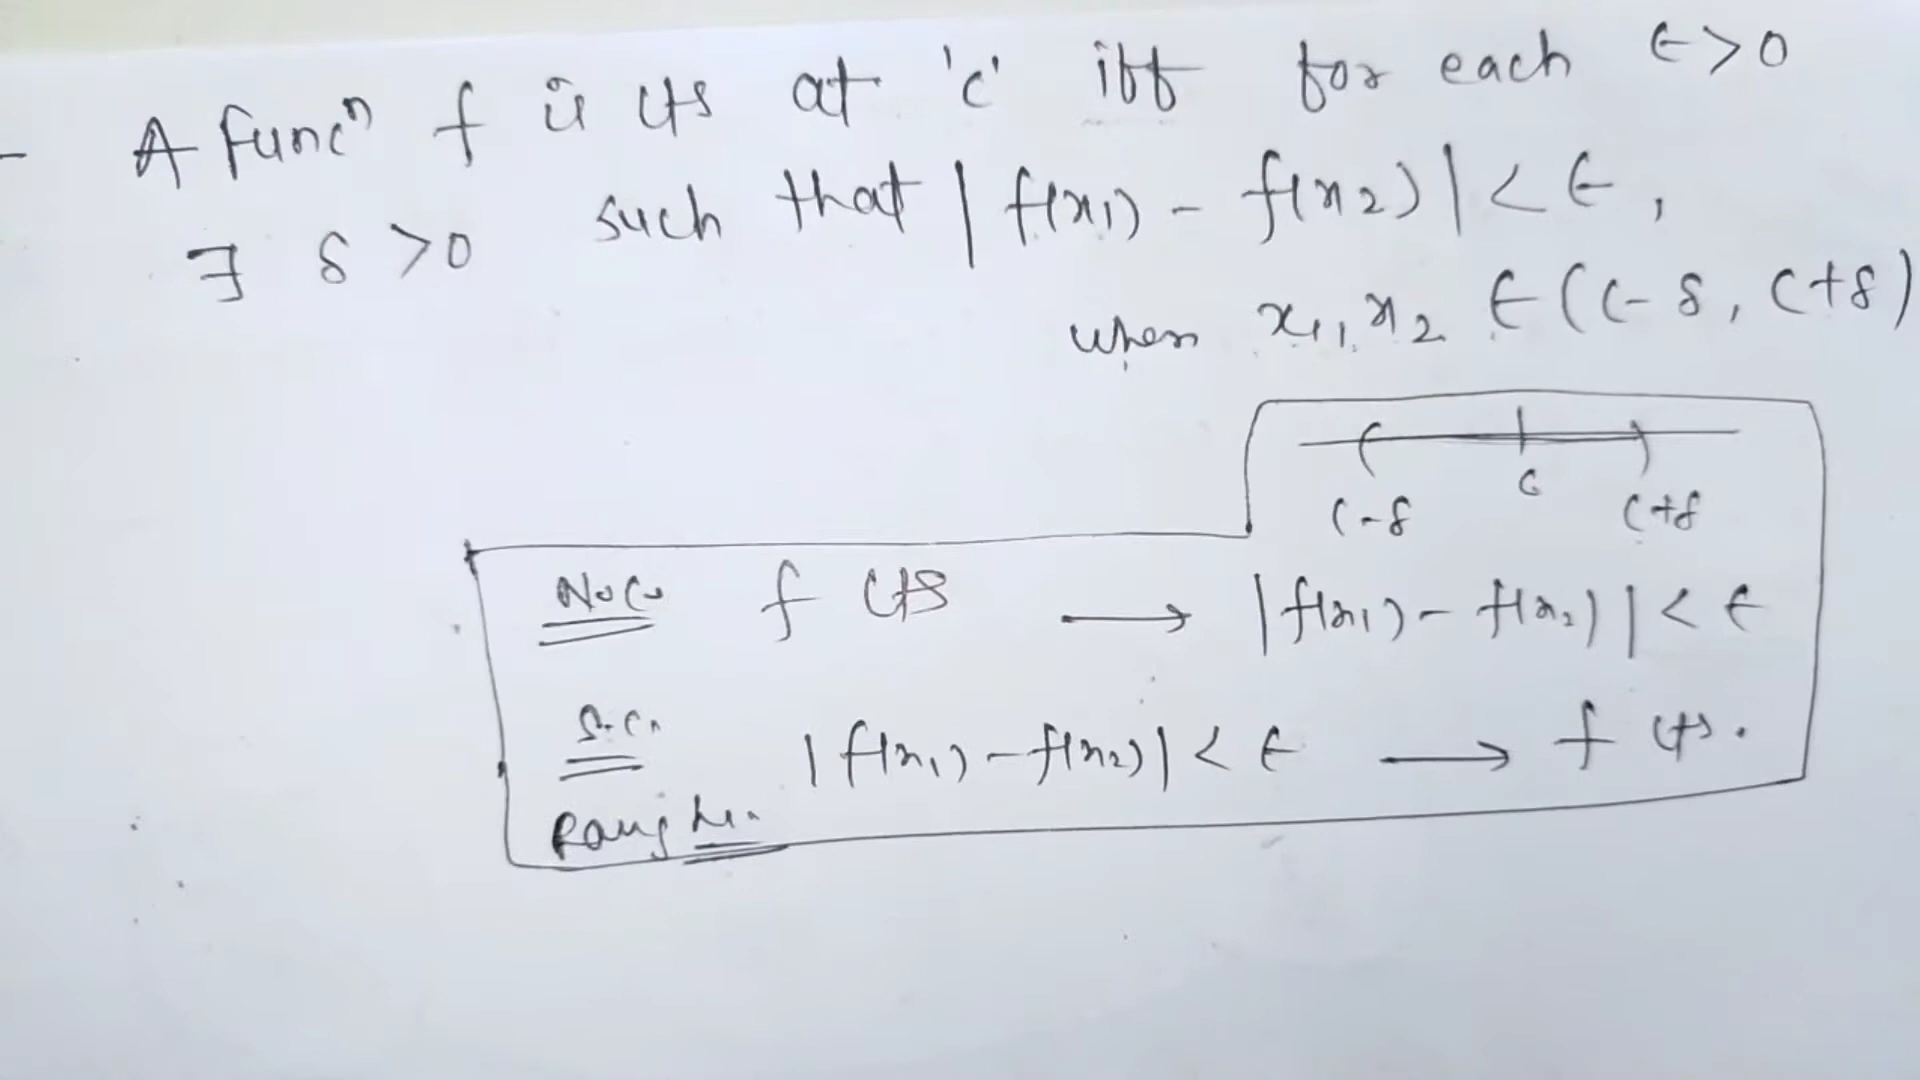 - A funcⁿ f is cts at 'c' iff for each ϵ>0
∃ δ>0 such that |f(x1) - f(x2)|<ϵ,
when x1, x2 ∈(c-δ, c+δ)
c
c-δ c+δ
N.C. f cts ⟶ |f(x1) - f(x2)|<ϵ
S.C. |f(x1) - f(x2)|<ϵ ⟶ f cts.